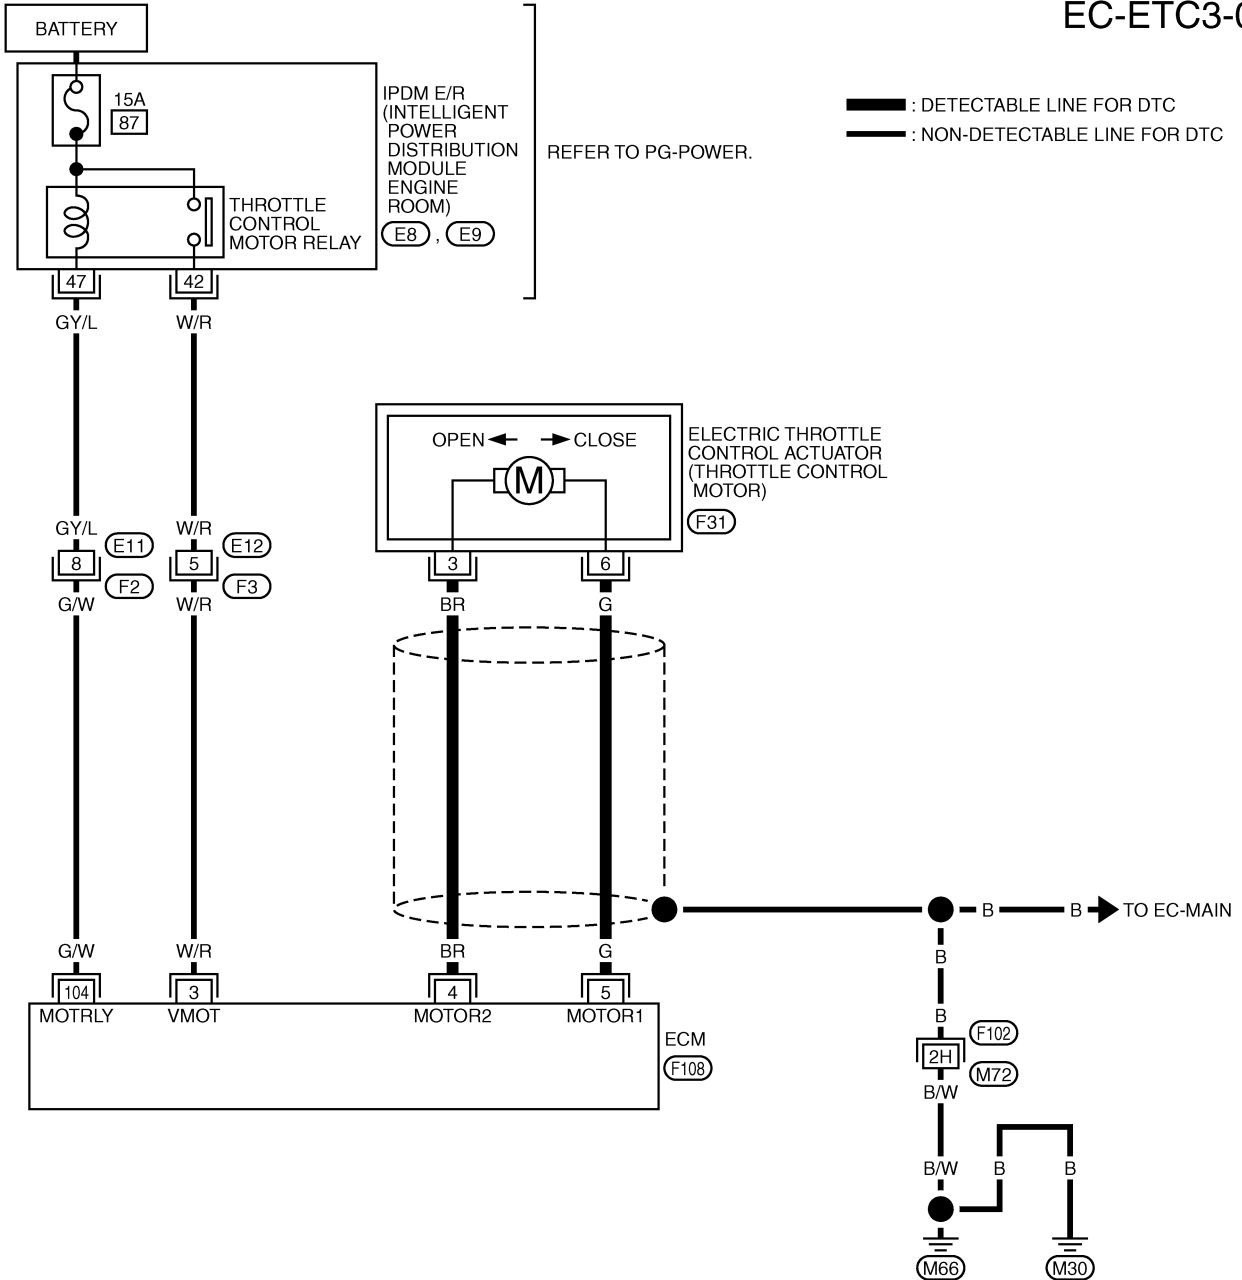 EC-ETC3-0
BATTERY
15A
87
IPDM E/R
(INTELLIGENT
POWER
DISTRIBUTION
MODULE
ENGINE
ROOM)
E8 , E9
REFER TO PG-POWER.
: DETECTABLE LINE FOR DTC
: NON-DETECTABLE LINE FOR DTC
THROTTLE
CONTROL
MOTOR RELAY
47 42
GY/L W/R
OPEN CLOSE
M
ELECTRIC THROTTLE
CONTROL ACTUATOR
(THROTTLE CONTROL
MOTOR)
F31
GY/L W/R
E11 E12
8 5
F2 F3
G/W W/R
3 6
BR G
B B TO EC-MAIN
G/W W/R BR G
104 3 4 5
MOTRLY VMOT MOTOR2 MOTOR1
ECM
F108
B
B
F102
2H
M72
B/W
B/W B B
M66 M30